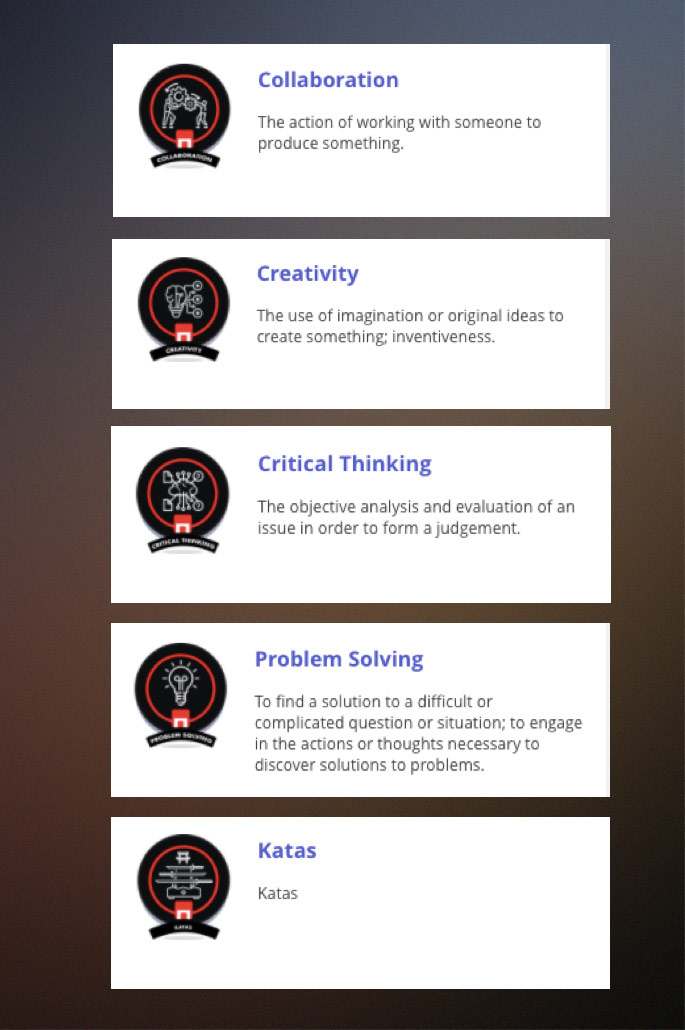 COLLABORATION
Collaboration
The action of working with someone to
produce something.
CREATIVITY
Creativity
The use of imagination or original ideas to
create something; inventiveness.
CRITICAL THINKING
Critical Thinking
The objective analysis and evaluation of an
issue in order to form a judgement.
PROBLEM SOLVING
Problem Solving
To find a solution to a difficult or
complicated question or situation; to engage
in the actions or thoughts necessary to
discover solutions to problems.
KATAS
Katas
Katas